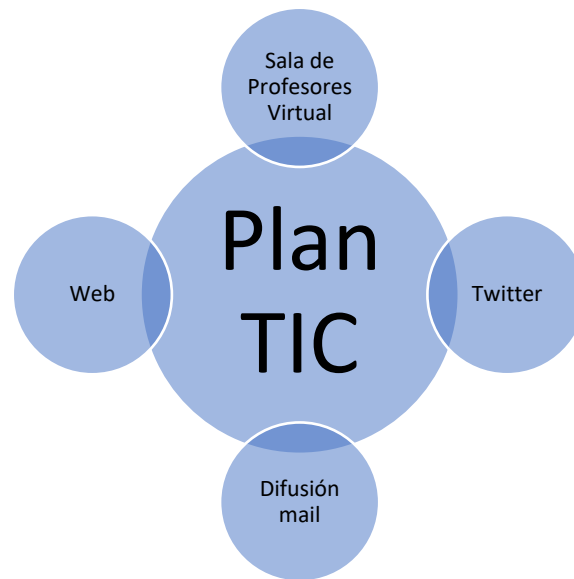 Sala de
Profesores
Virtual
Plan
TIC
Web
Twitter
Difusión
mail